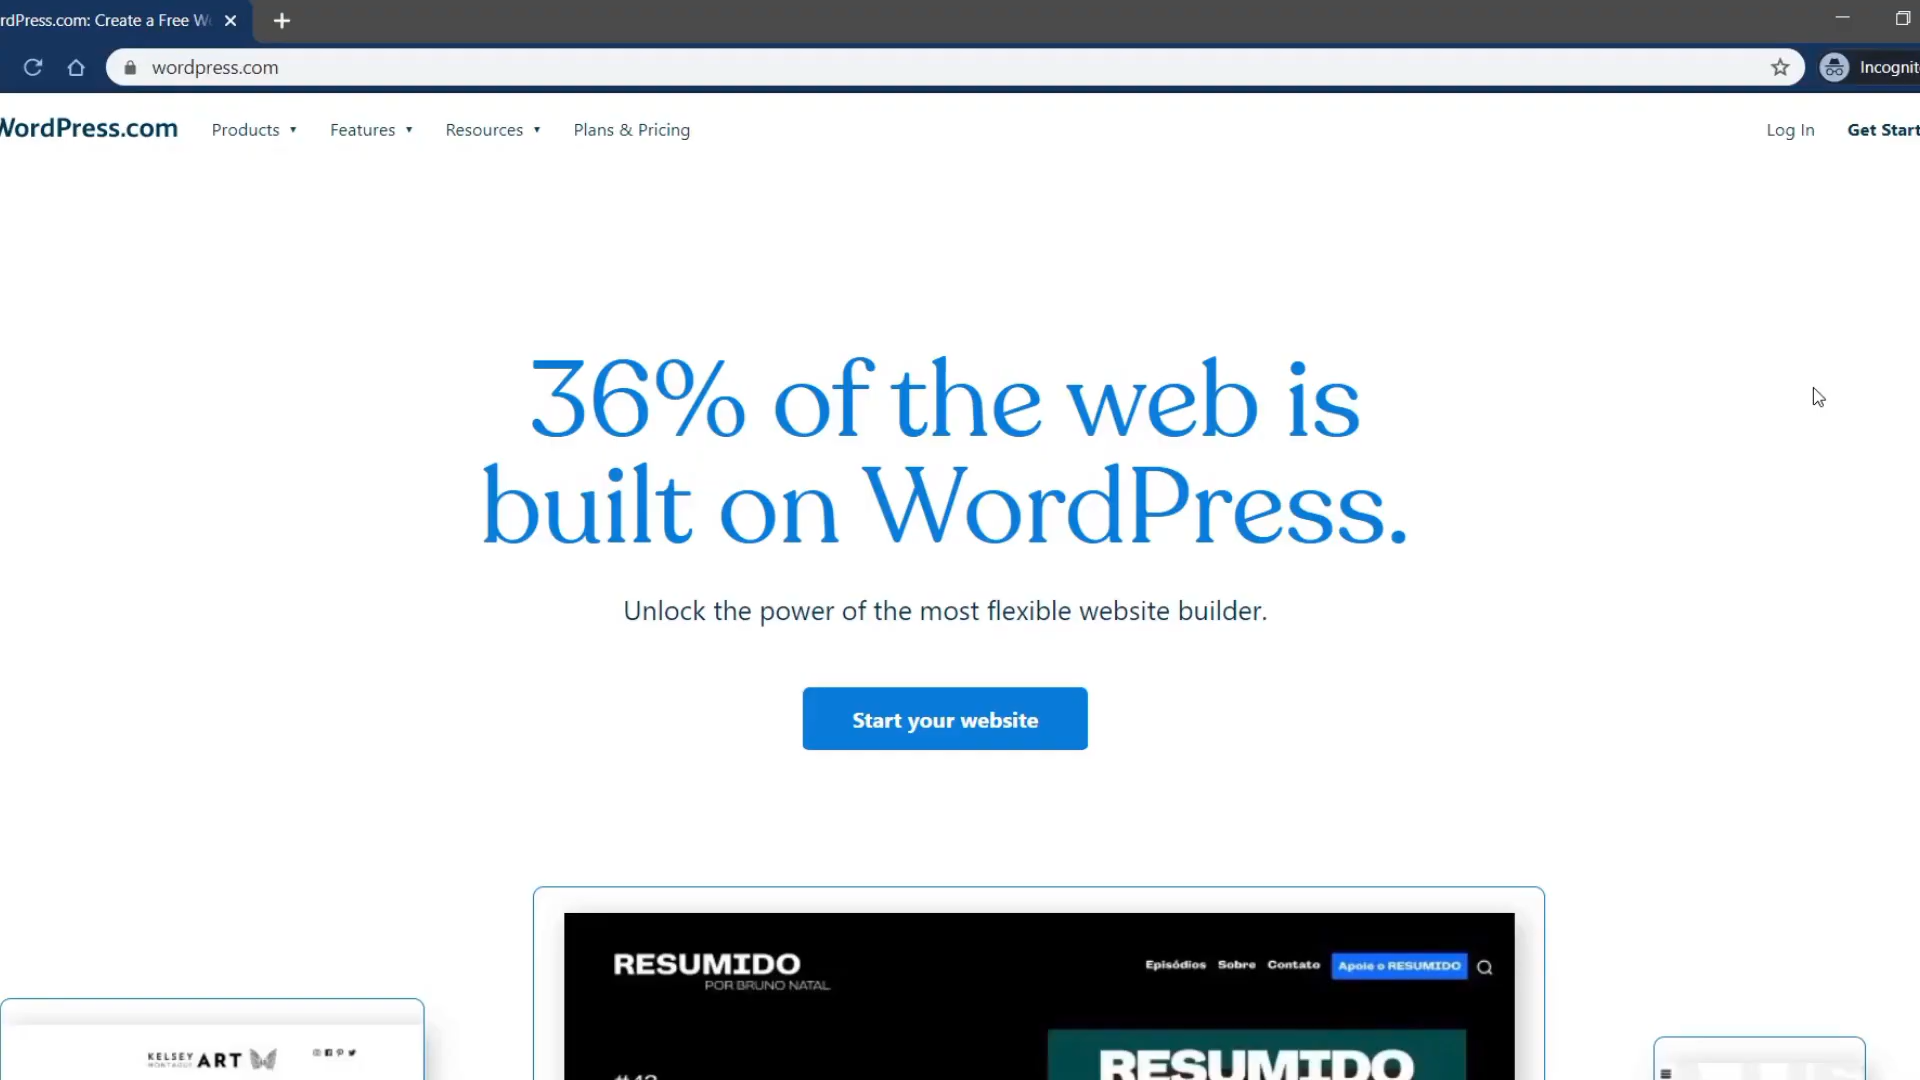 rdPress.com: Create a Free W
wordpress.com
Incognit
WordPress.com Products Features Resources Plans & Pricing Log In Get Start
36% of the web is
built on WordPress.
Unlock the power of the most flexible website builder.
Start your website
RESUMIDO
POR BRUNO NATAL
Episódios Sobre Contato Apoie o RESUMIDO
KELSEY
MONTAGUE
ART
RESUMIDO